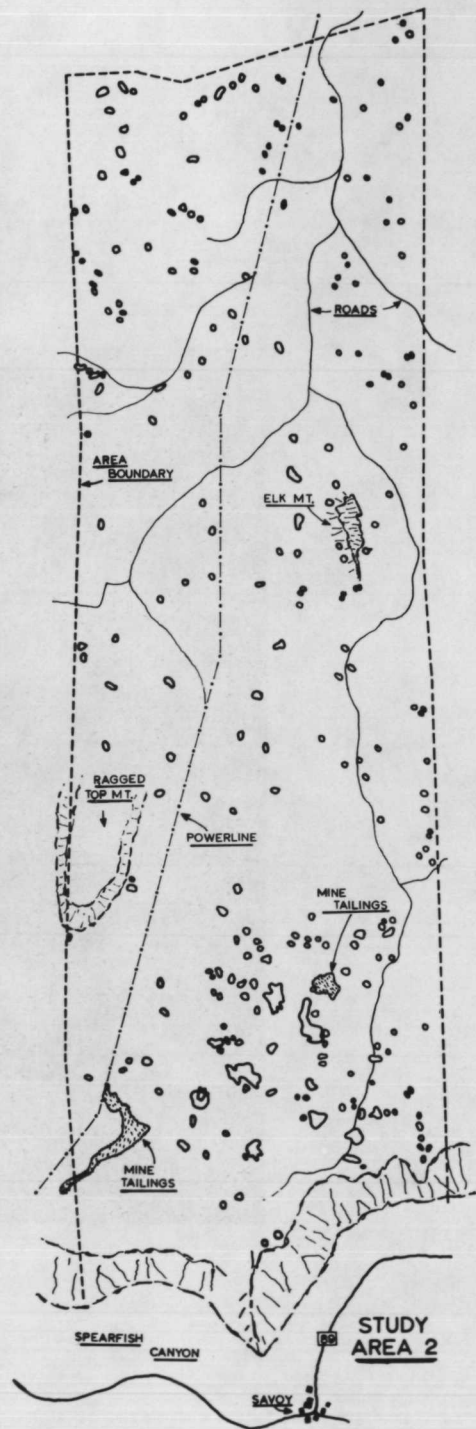 ROADS
AREA
BOUNDARY
ELK MT.
RAGGED
TOP MT.
POWERLINE
MINE
TAILINGS
MINE
TAILINGS
SPEARFISH
CANYON
89
STUDY
AREA 2
SAVOY